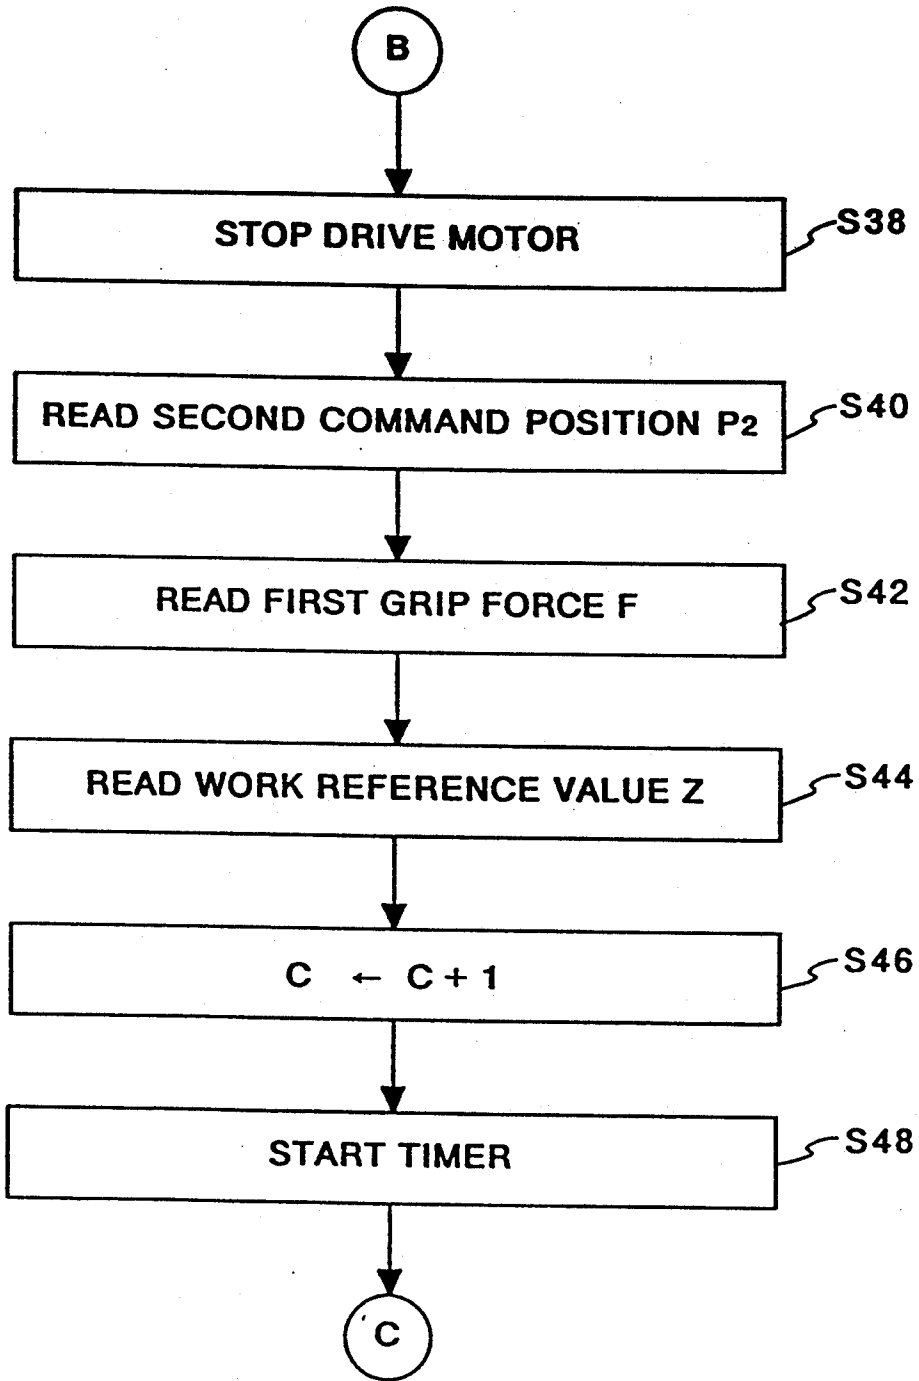 B
STOP DRIVE MOTOR
S38
READ SECOND COMMAND POSITION P2
S40
READ FIRST GRIP FORCE F
S42
READ WORK REFERENCE VALUE Z
S44
C ← C + 1
S46
START TIMER
S48
C